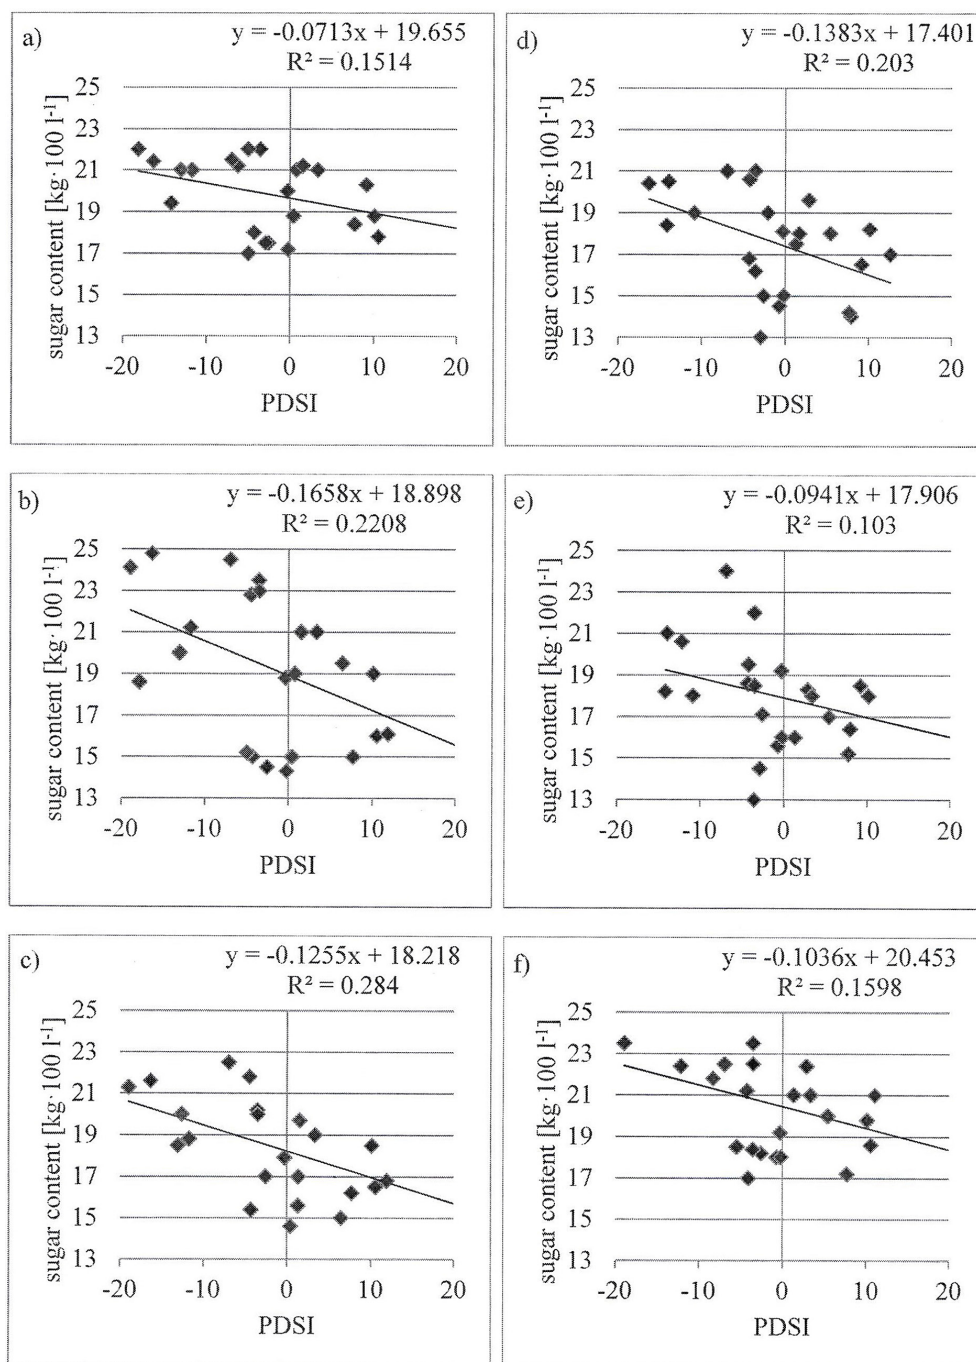 a)
y = -0.0713x + 19.655
R² = 0.1514
sugar content [kg·100 l⁻¹]
25
23
21
19
17
15
13
-20 -10 0 10 20
PDSI
d)
y = -0.1383x + 17.401
R² = 0.203
sugar content [kg·100 l⁻¹]
25
23
21
19
17
15
13
-20 -10 0 10 20
PDSI
b)
y = -0.1658x + 18.898
R² = 0.2208
sugar content [kg·100 l⁻¹]
25
23
21
19
17
15
13
-20 -10 0 10 20
PDSI
e)
y = -0.0941x + 17.906
R² = 0.103
sugar content [kg·100 l⁻¹]
25
23
21
19
17
15
13
-20 -10 0 10 20
PDSI
c)
y = -0.1255x + 18.218
R² = 0.284
sugar content [kg·100 l⁻¹]
25
23
21
19
17
15
13
-20 -10 0 10 20
PDSI
f)
y = -0.1036x + 20.453
R² = 0.1598
sugar content [kg·100 l⁻¹]
25
23
21
19
17
15
13
-20 -10 0 10 20
PDSI